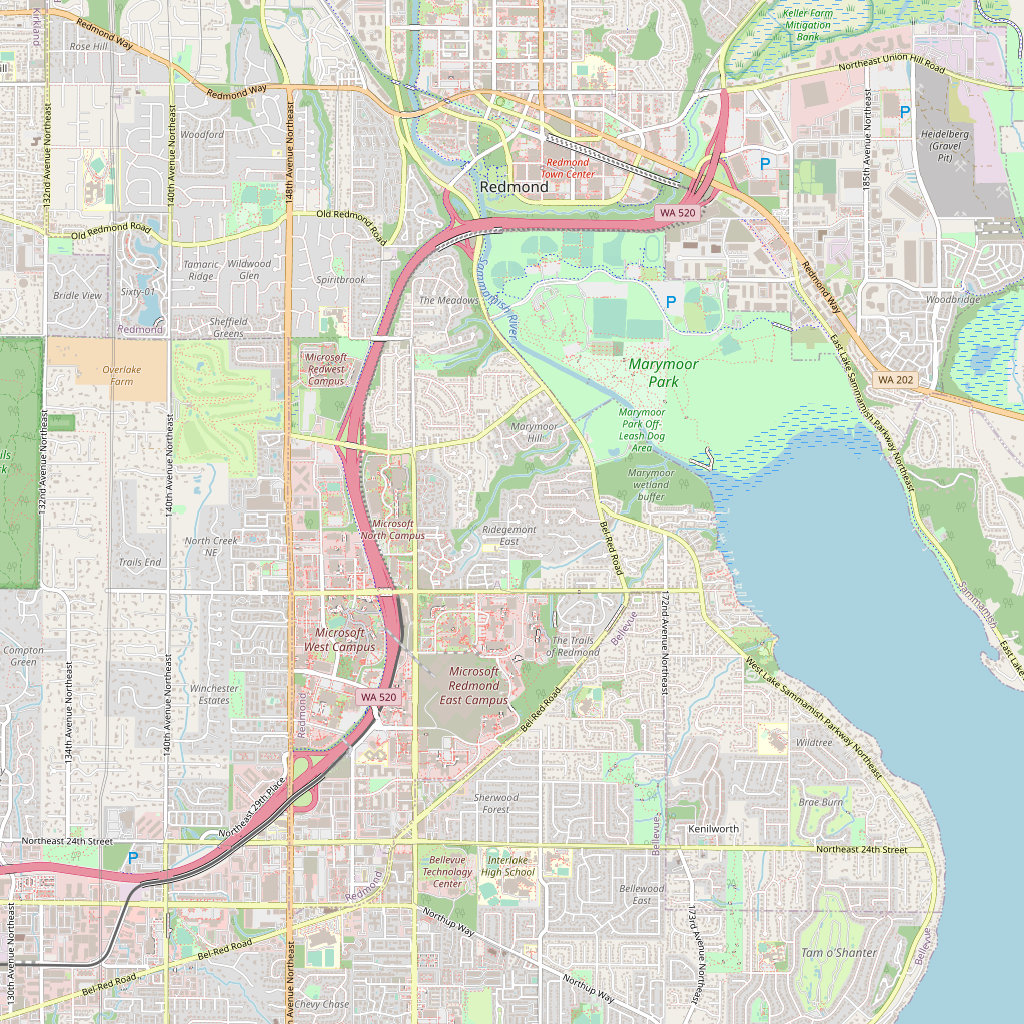 Keller Farm
Mitigation
Bank
Redmond Way
Kirkland
Rose Hill
ill
Northeast Union Hill Road
Redmond Way
132nd Avenue Northeast
140th Avenue Northeast
148th Avenue Northeast
185th Avenue Northeast
P
Woodford
Heidelberg
(Gravel
Pit)
P
Redmond
Town Center
Redmond
WA 520
Old Redmond Road
Old Redmond Road
Tamaric
Ridge
Wildwood
Glen
Spiritbrook
Sammamish River
Redmond Way
Bridle View
Sixty-01
The Meadows
P
Woodbridge
Redmond
Sheffield
Greens
Microsoft
Redwest
Campus
Marymoor
Park
East Lake Sammamish Parkway Northeast
Overlake
Farm
WA 202
132nd Avenue Northeast
140th Avenue Northeast
Marymoor
Hill
Marymoor
Park Off-
Leash Dog
Area
ils
rk
Marymoor
wetland
buffer
Microsoft
North Campus
Ridgemont
East
Bel-Red Road
North Creek
NE
Trails End
172nd Avenue Northeast
Sammamish
Bellevue
East Lake
Compton
Green
Microsoft
West Campus
The Trails
of Redmond
134th Avenue Northeast
140th Avenue Northeast
Microsoft
Redmond
East Campus
West Lake Sammamish Parkway Northeast
Winchester
Estates
WA 520
Redmond
Bel-Red Road
Wildtree
Northeast 29th Place
Sherwood
Forest
Brae Burn
Kenilworth
Bellevue
Northeast 24th Street
Northeast 24th Street
P
Bellevue
Technology
Center
Interlake
High School
Redmond
Bellewood
East
130th Avenue Northeast
Northup Way
173rd Avenue Northeast
Bel-Red Road
Bellevue
Tam o'Shanter
Bel-Red Road
148th Avenue Northeast
Northup Way
Chevy Chase